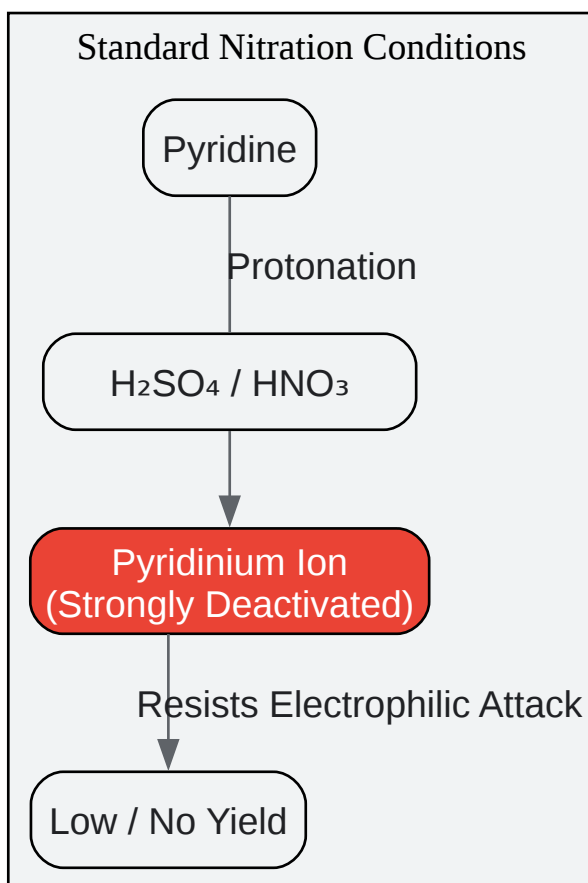 Standard Nitration Conditions
Pyridine
Protonation
H₂SO₄ / HNO₃
Pyridinium Ion
(Strongly Deactivated)
Resists Electrophilic Attack
Low / No Yield